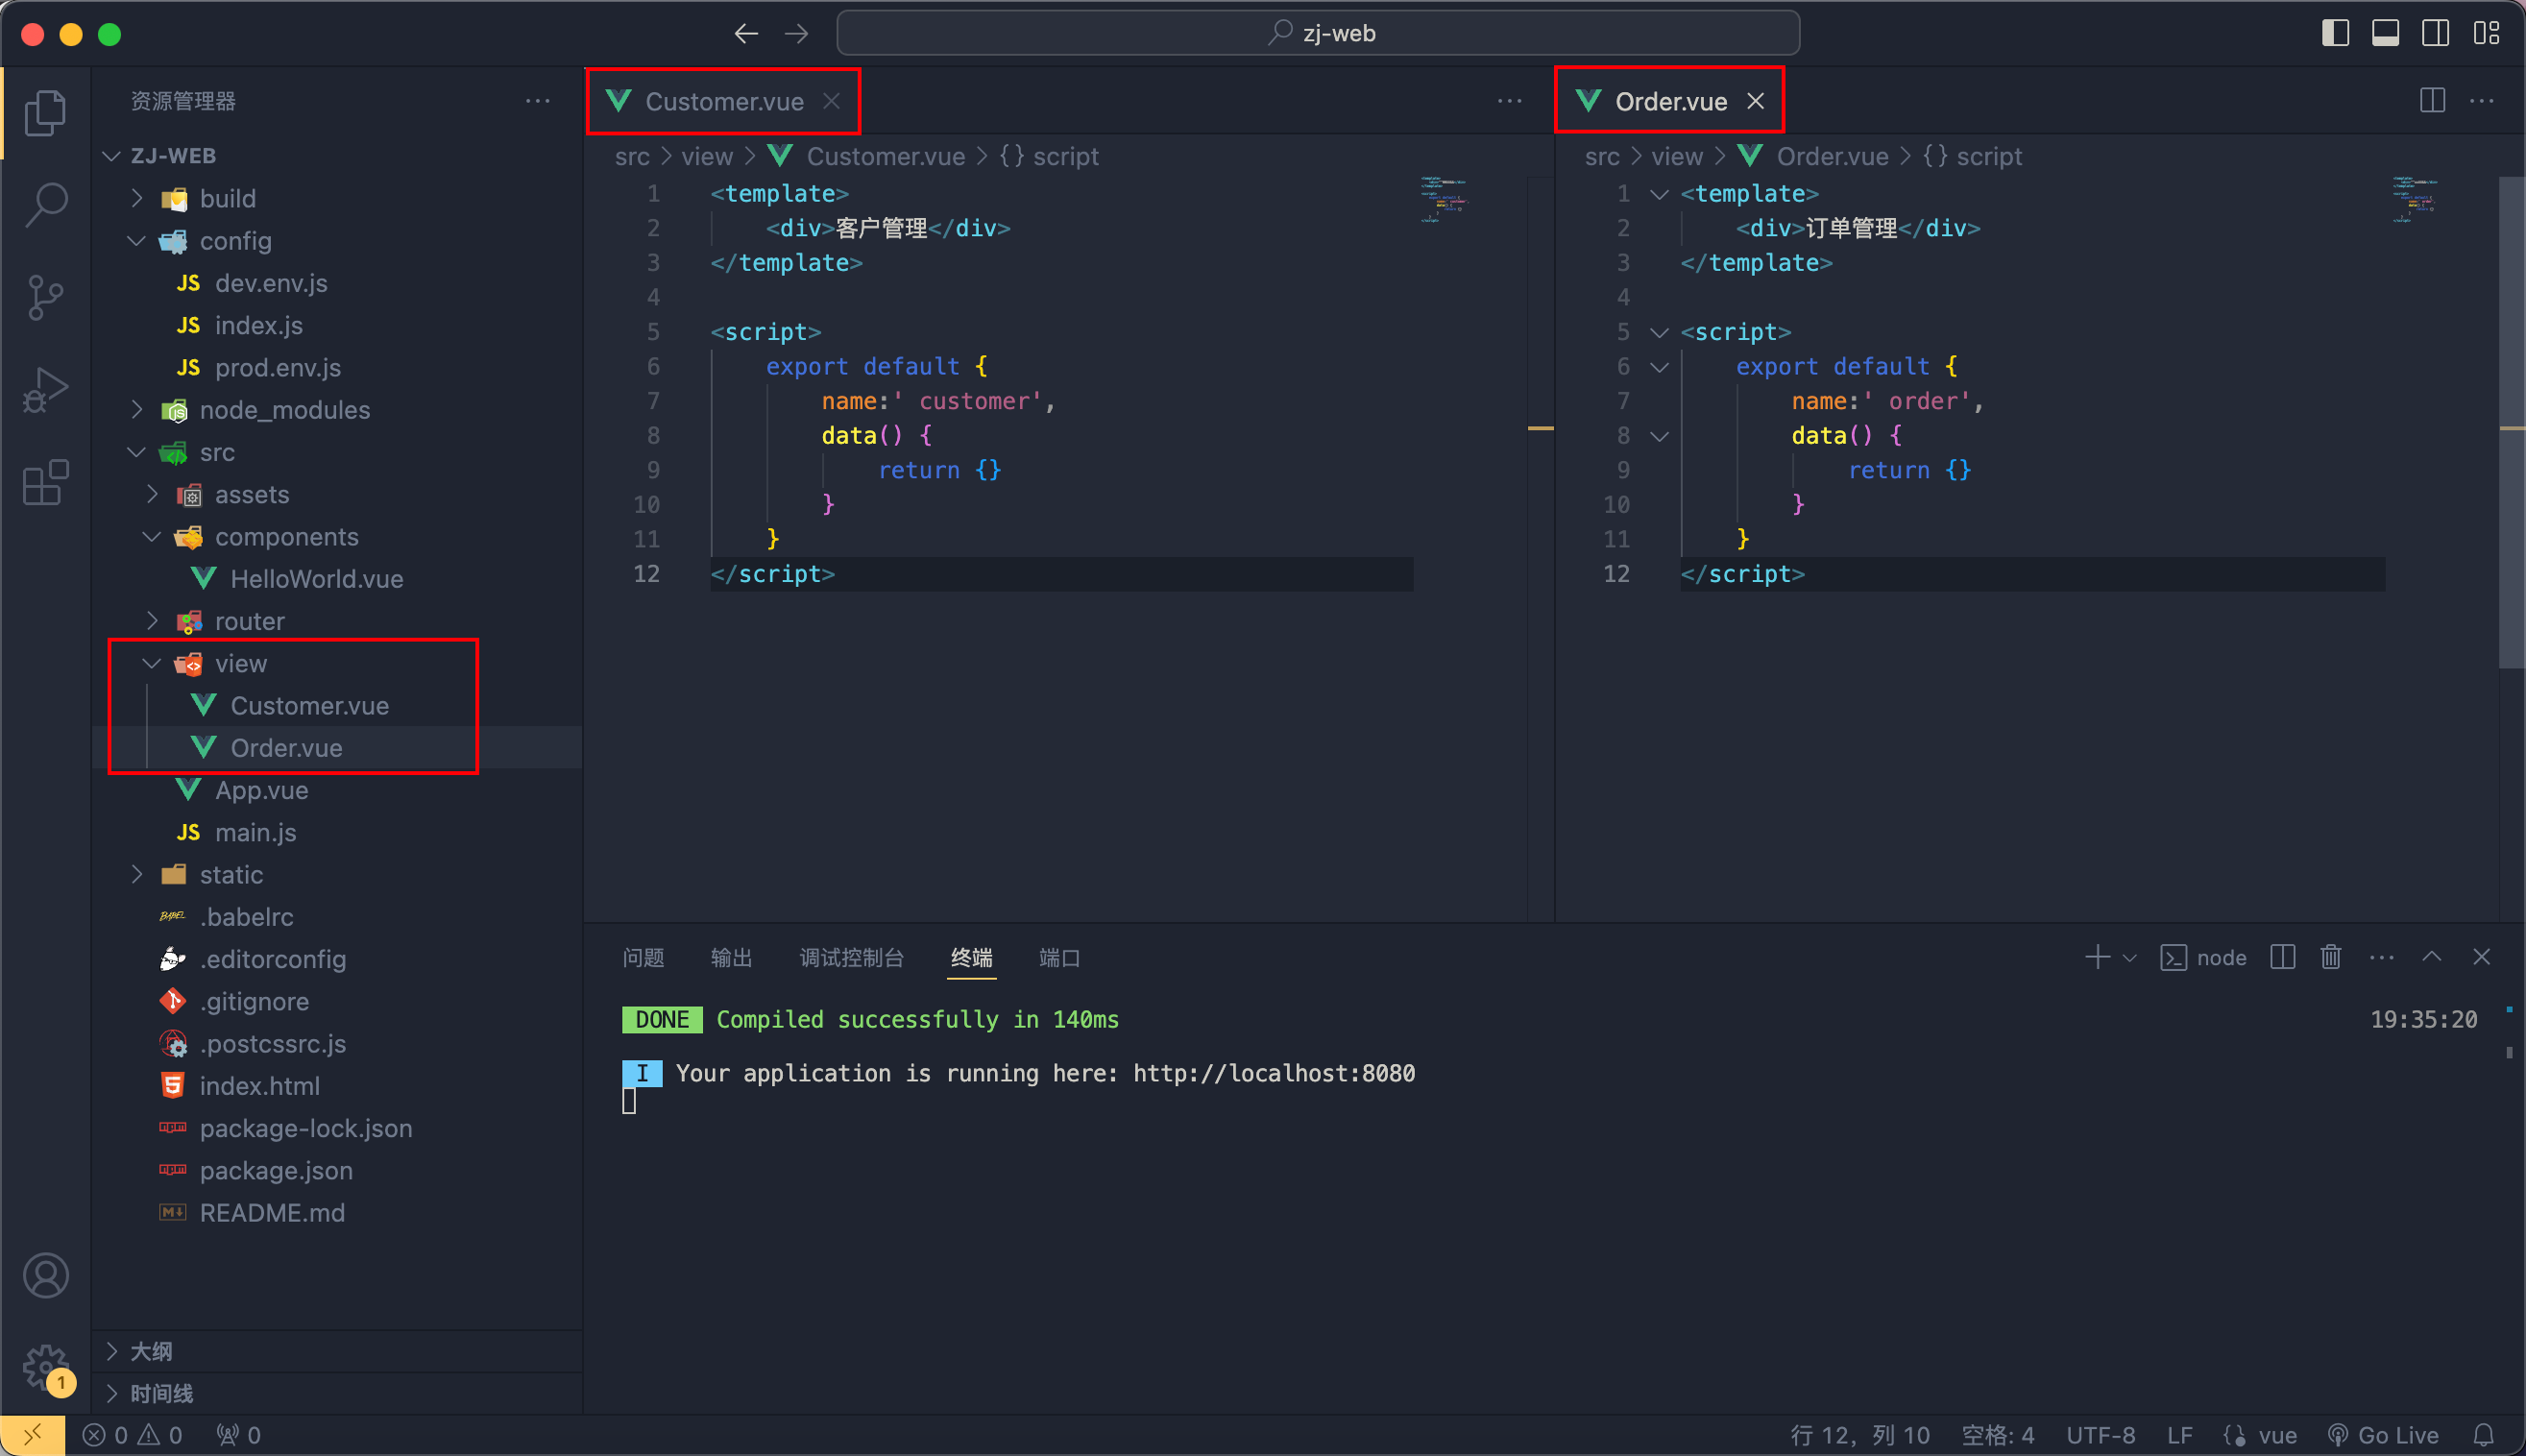 zj-web
资源管理器
ZJ-WEB
build
config
JS dev.env.js
JS index.js
JS prod.env.js
node_modules
src
assets
components
HelloWorld.vue
router
view
Customer.vue
Order.vue
App.vue
JS main.js
static
BABEL .babelrc
.editorconfig
.gitignore
.postcssrc.js
index.html
package-lock.json
package.json
README.md
大纲
时间线
1
Customer.vue
src > view > Customer.vue > {} script
1 <template>
2 <div>客户管理</div>
3 </template>
4
5 <script>
6 export default {
7 name:' customer',
8 data() {
9 return {}
10 }
11 }
12 </script>
Order.vue
src > view > Order.vue > {} script
1 <template>
2 <div>订单管理</div>
3 </template>
4
5 <script>
6 export default {
7 name:' order',
8 data() {
9 return {}
10 }
11 }
12 </script>
问题 输出 调试控制台 终端 端口 node
DONE Compiled successfully in 140ms 19:35:20
I Your application is running here: http://localhost:8080
0 0 0 行 12，列 10 空格: 4 UTF-8 LF vue Go Live